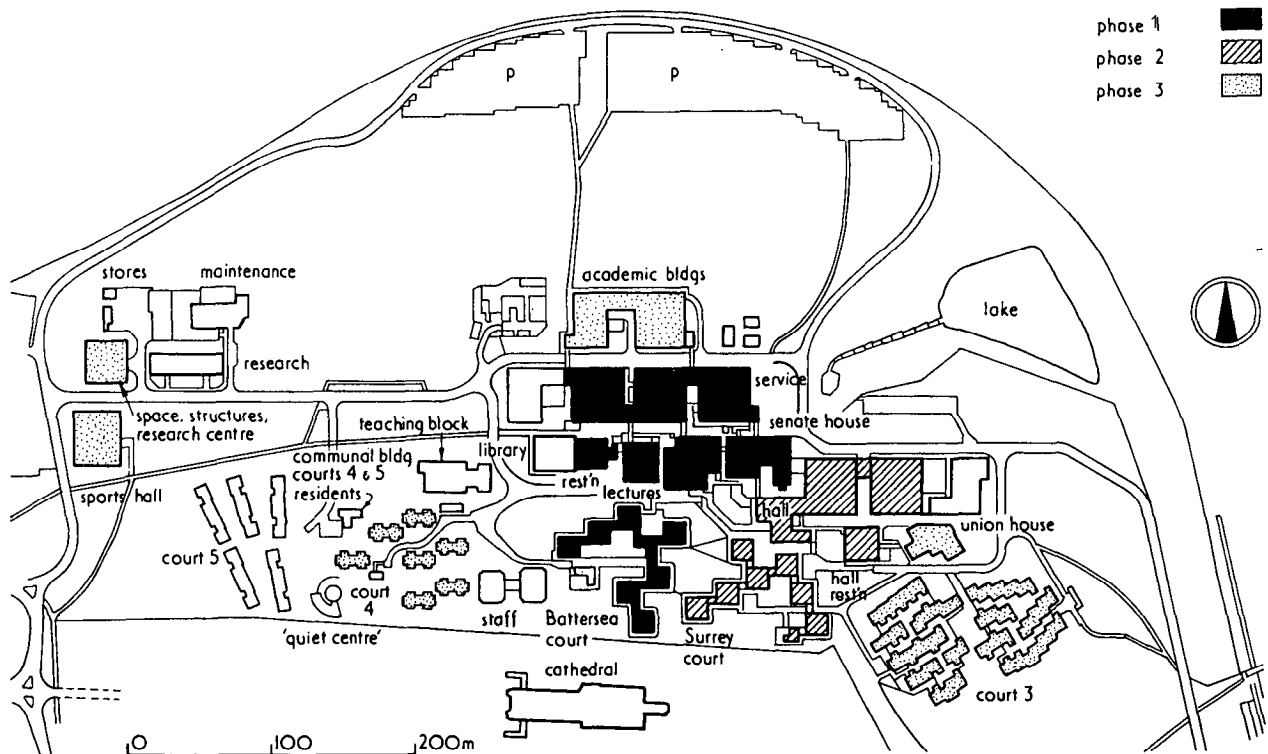 phase 1
phase 2
phase 3
p
p
stores
maintenance
academic bldgs
lake
research
service
space, structures,
research centre
senate house
teaching block
library
communal bldg
courts 4 & 5
residents
rest'n
sports hall
lectures
hall
union house
court 5
court
4
hall
rest'n
'quiet centre'
staff
Battersea
court
Surrey
court
cathedral
court 3
0 100 200m